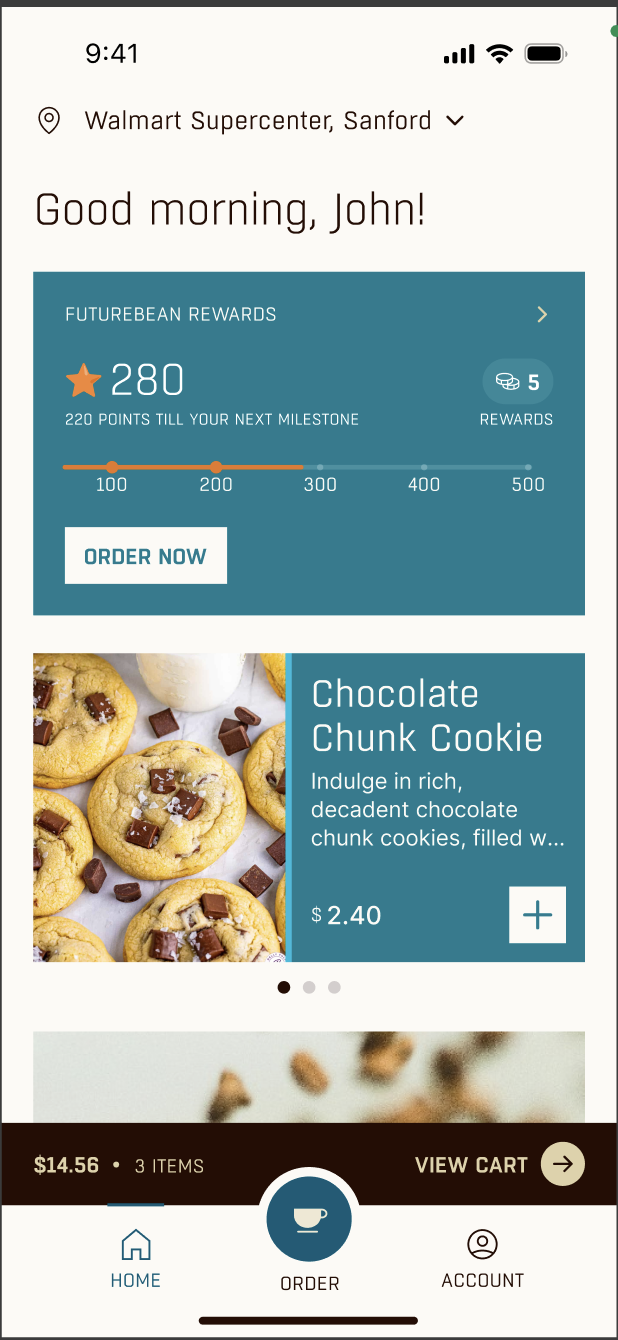 9:41
Walmart Supercenter, Sanford
Good morning, John!
FUTUREBEAN REWARDS
280
5
220 POINTS TILL YOUR NEXT MILESTONE
REWARDS
100 200 300 400 500
ORDER NOW
Chocolate
Chunk Cookie
Indulge in rich,
decadent chocolate
chunk cookies, filled w...
$ 2.40
$14.56 • 3 ITEMS
VIEW CART
HOME
ORDER
ACCOUNT